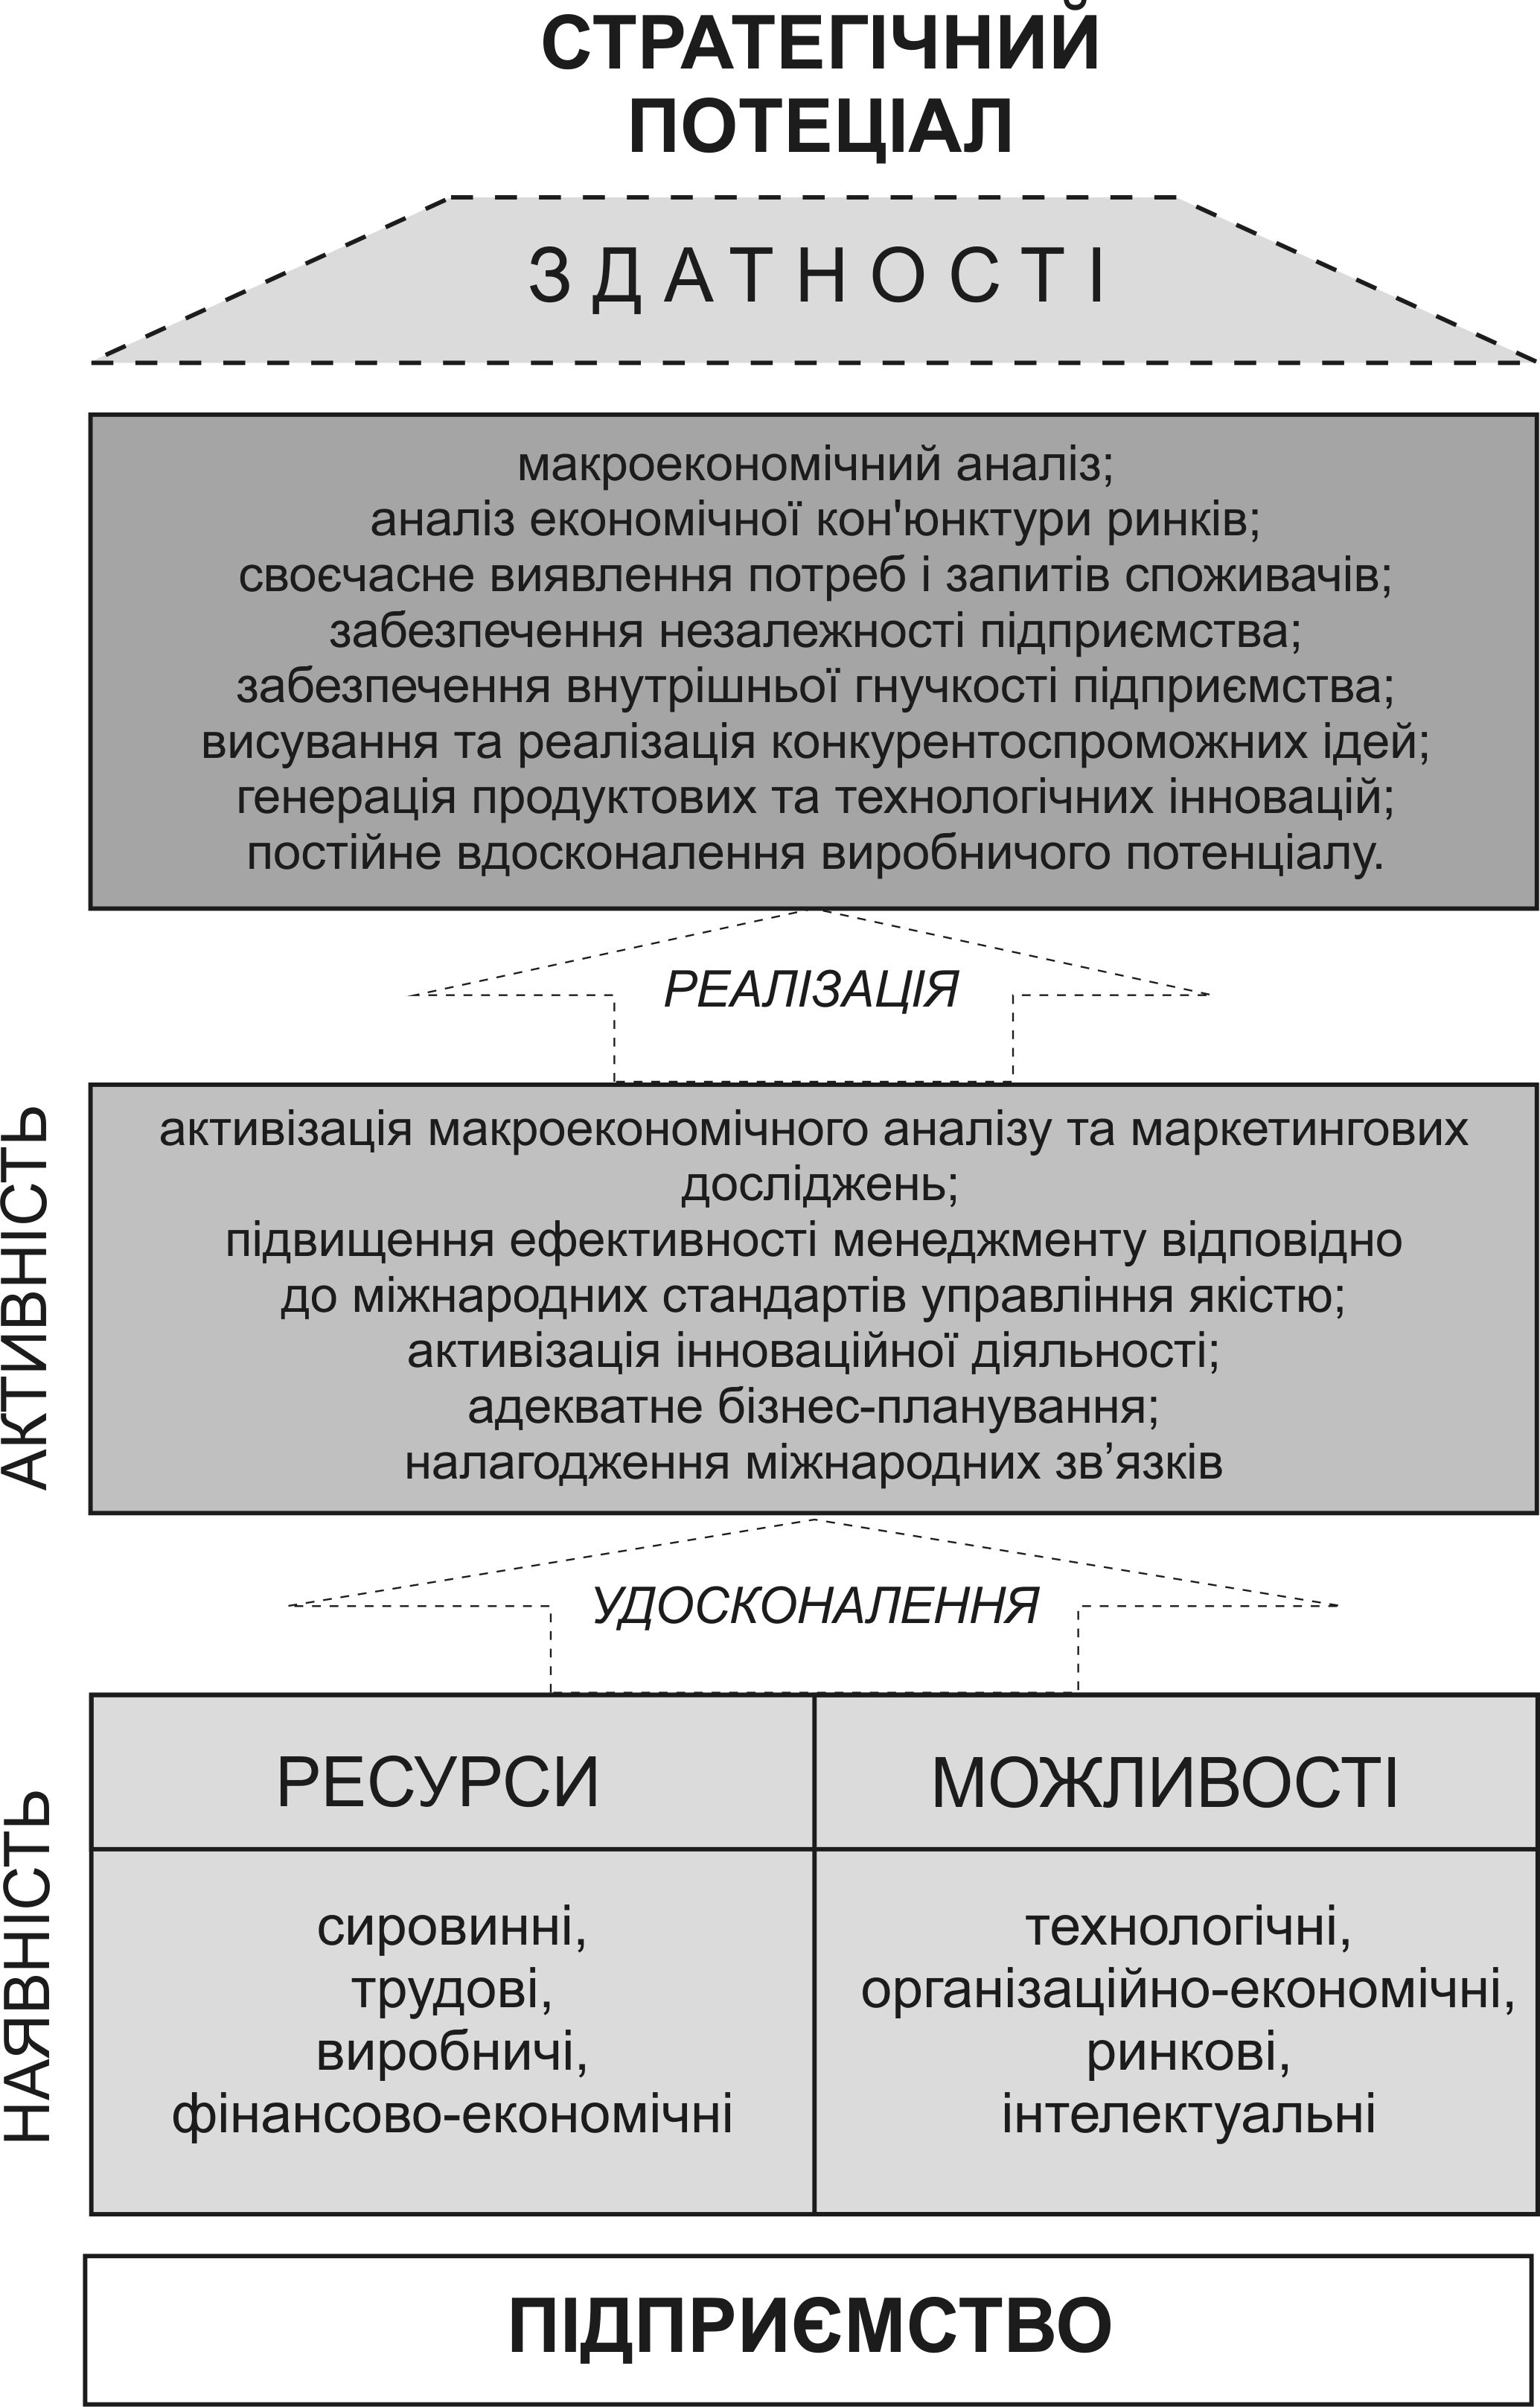 СТРАТЕГІЧНИЙ
ПОТЕЦІАЛ
ЗДАТНОСТІ
макроекономічний аналіз;
аналіз економічної кон'юнктури ринків;
своєчасне виявлення потреб і запитів споживачів;
забезпечення незалежності підприємства;
забезпечення внутрішньої гнучкості підприємства;
висування та реалізація конкурентоспроможних ідей;
генерація продуктових та технологічних інновацій;
постійне вдосконалення виробничого потенціалу.
РЕАЛІЗАЦІЯ
АКТИВНІСТЬ
активізація макроекономічного аналізу та маркетингових
досліджень;
підвищення ефективності менеджменту відповідно
до міжнародних стандартів управління якістю;
активізація інноваційної діяльності;
адекватне бізнес-планування;
налагодження міжнародних зв’язків
УДОСКОНАЛЕННЯ
НАЯВНІСТЬ
РЕСУРСИ
сировинні,
трудові,
виробничі,
фінансово-економічні
МОЖЛИВОСТІ
технологічні,
організаційно-економічні,
ринкові,
інтелектуальні
ПІДПРИЄМСТВО